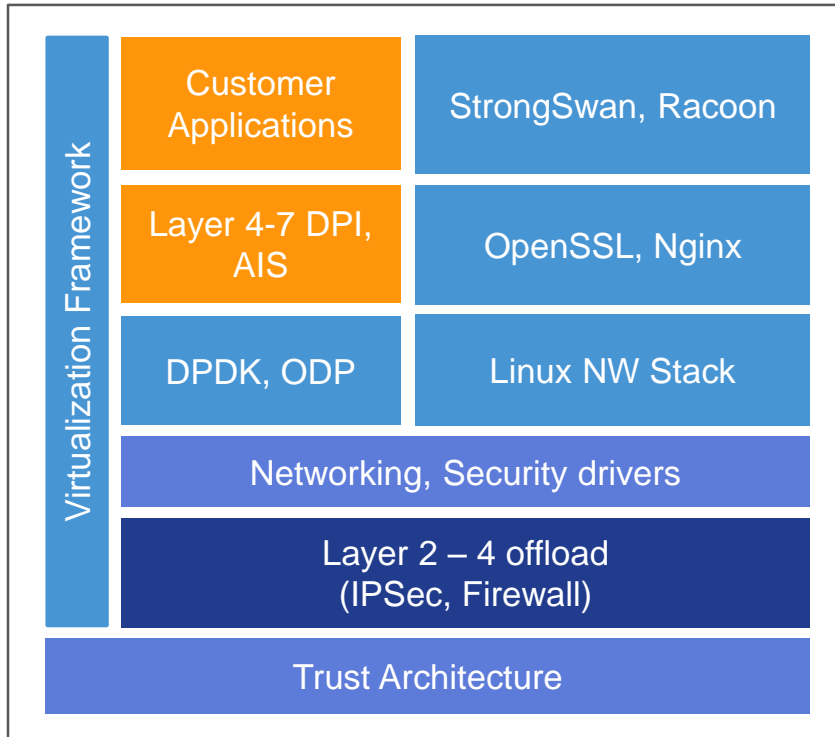 Virtualization Framework
Customer
Applications
StrongSwan, Racoon
Layer 4-7 DPI,
AIS
OpenSSL, Nginx
DPDK, ODP
Linux NW Stack
Networking, Security drivers
Layer 2 – 4 offload
(IPSec, Firewall)
Trust Architecture